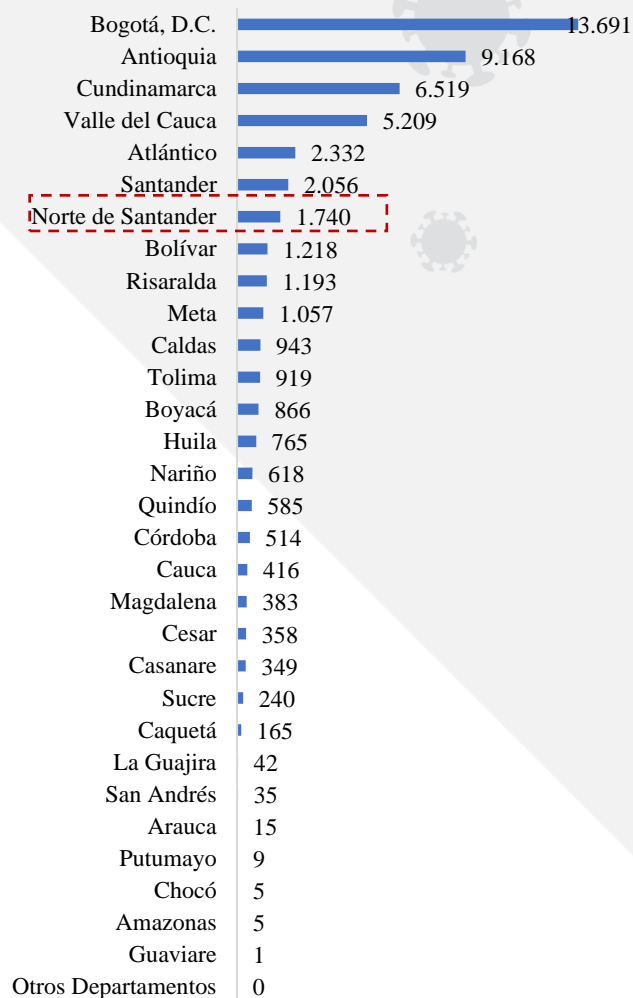 Bogotá, D.C. 13.691
Antioquia 9.168
Cundinamarca 6.519
Valle del Cauca 5.209
Atlántico 2.332
Santander 2.056
Norte de Santander 1.740
Bolívar 1.218
Risaralda 1.193
Meta 1.057
Caldas 943
Tolima 919
Boyacá 866
Huila 765
Nariño 618
Quindío 585
Córdoba 514
Cauca 416
Magdalena 383
Cesar 358
Casanare 349
Sucre 240
Caquetá 165
La Guajira 42
San Andrés 35
Arauca 15
Putumayo 9
Chocó 5
Amazonas 5
Guaviare 1
Otros Departamentos 0